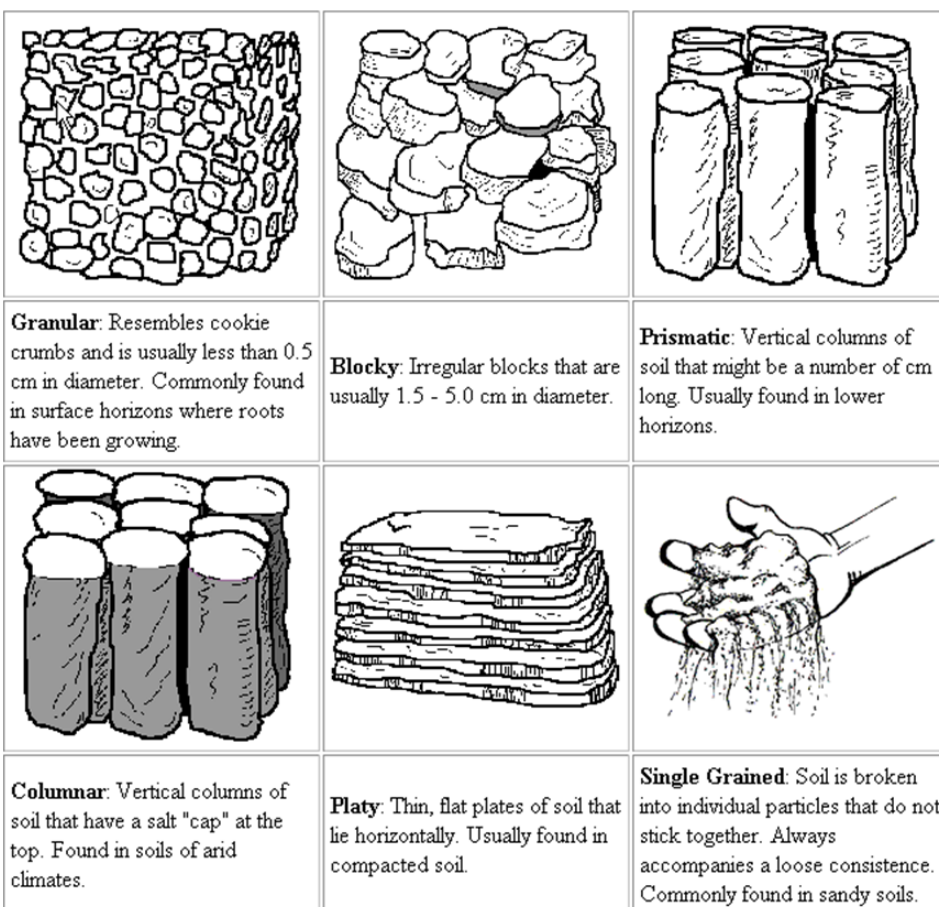 Granular: Resembles cookie
crumbs and is usually less than 0.5
cm in diameter. Commonly found
in surface horizons where roots
have been growing.
Blocky: Irregular blocks that are
usually 1.5 - 5.0 cm in diameter.
Prismatic: Vertical columns of
soil that might be a number of cm
long. Usually found in lower
horizons.
Columnar: Vertical columns of
soil that have a salt "cap" at the
top. Found in soils of arid
climates.
Platy: Thin, flat plates of soil that
lie horizontally. Usually found in
compacted soil.
Single Grained: Soil is broken
into individual particles that do not
stick together. Always
accompanies a loose consistence.
Commonly found in sandy soils.